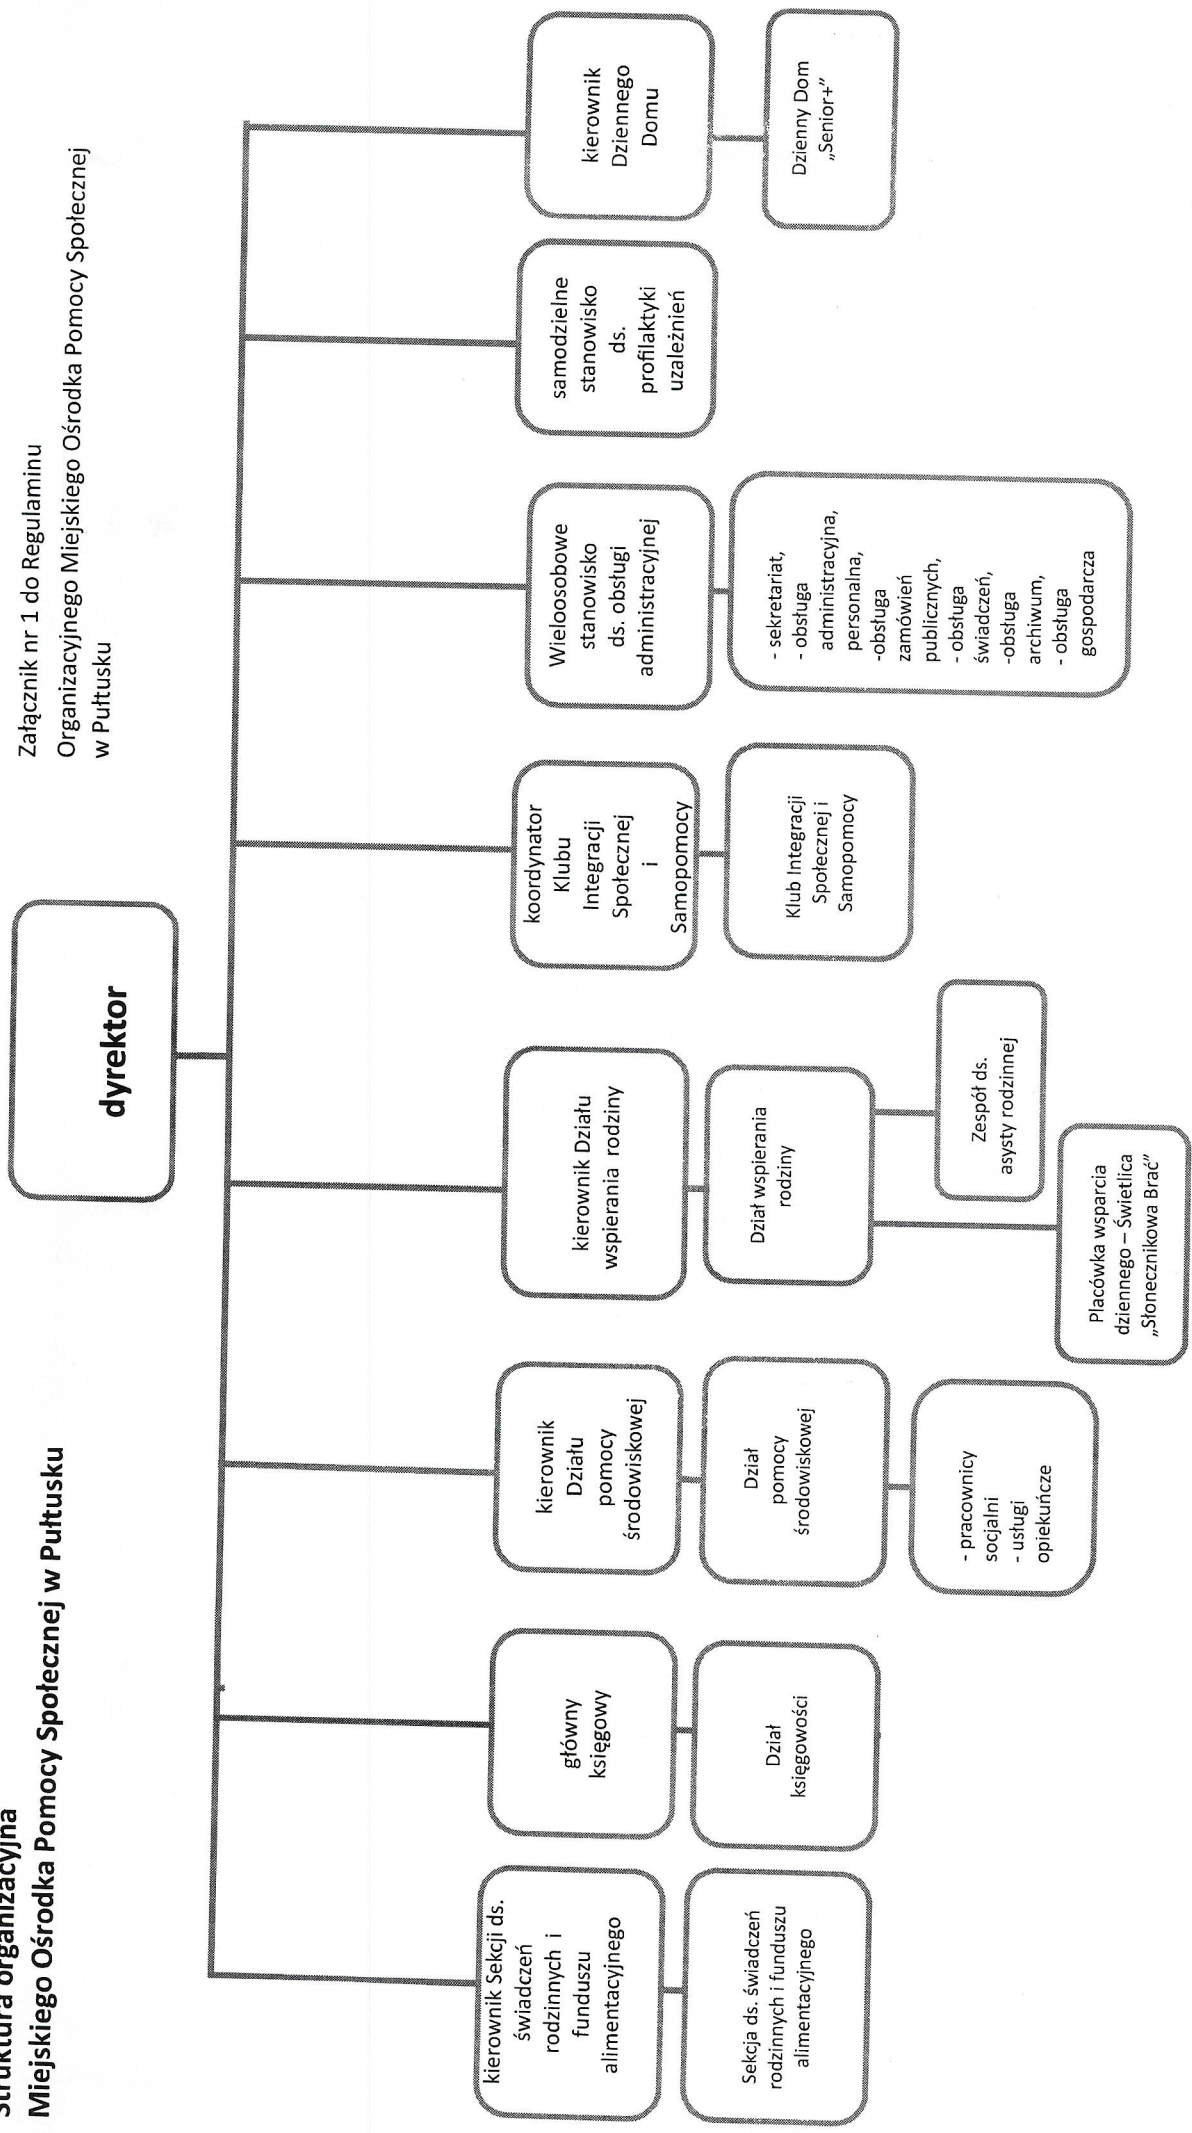 Struktura organizacyjna
Miejskiego Ośrodka Pomocy Społecznej w Pułtusku
Załącznik nr 1 do Regulaminu
Organizacyjnego Miejskiego Ośrodka Pomocy Społecznej
w Pułtusku
dyrektor
kierownik Sekcji ds.
świadczeń
rodzinnych i
funduszu
alimentacyjnego
Sekcja ds. świadczeń
rodzinnych i funduszu
alimentacyjnego
główny
księgowy
Dział
księgowości
kierownik
Działu
pomocy
środowiskowej
Dział
pomocy
środowiskowej
- pracownicy
socjalni
- usługi
opiekuńcze
kierownik Działu
wspierania rodziny
Dział wspierania
rodziny
Placówka wsparcia
dziennego – Świetlica
„Słonecznikowa Brać”
Zespół ds.
asysty rodzinnej
koordynator
Klubu
Integracji
Społecznej
i
Samopomocy
Klub Integracji
Społecznej i
Samopomocy
Wieloosobowe
stanowisko
ds. obsługi
administracyjnej
- sekretariat,
- obsługa
administracyjna,
personalna,
-obsługa
zamówień
publicznych,
- obsługa
świadczeń,
-obsługa
archiwum,
- obsługa
gospodarcza
samodzielne
stanowisko
ds.
profilaktyki
uzależnień
kierownik
Dziennego
Domu
Dzienny Dom
„Senior+”